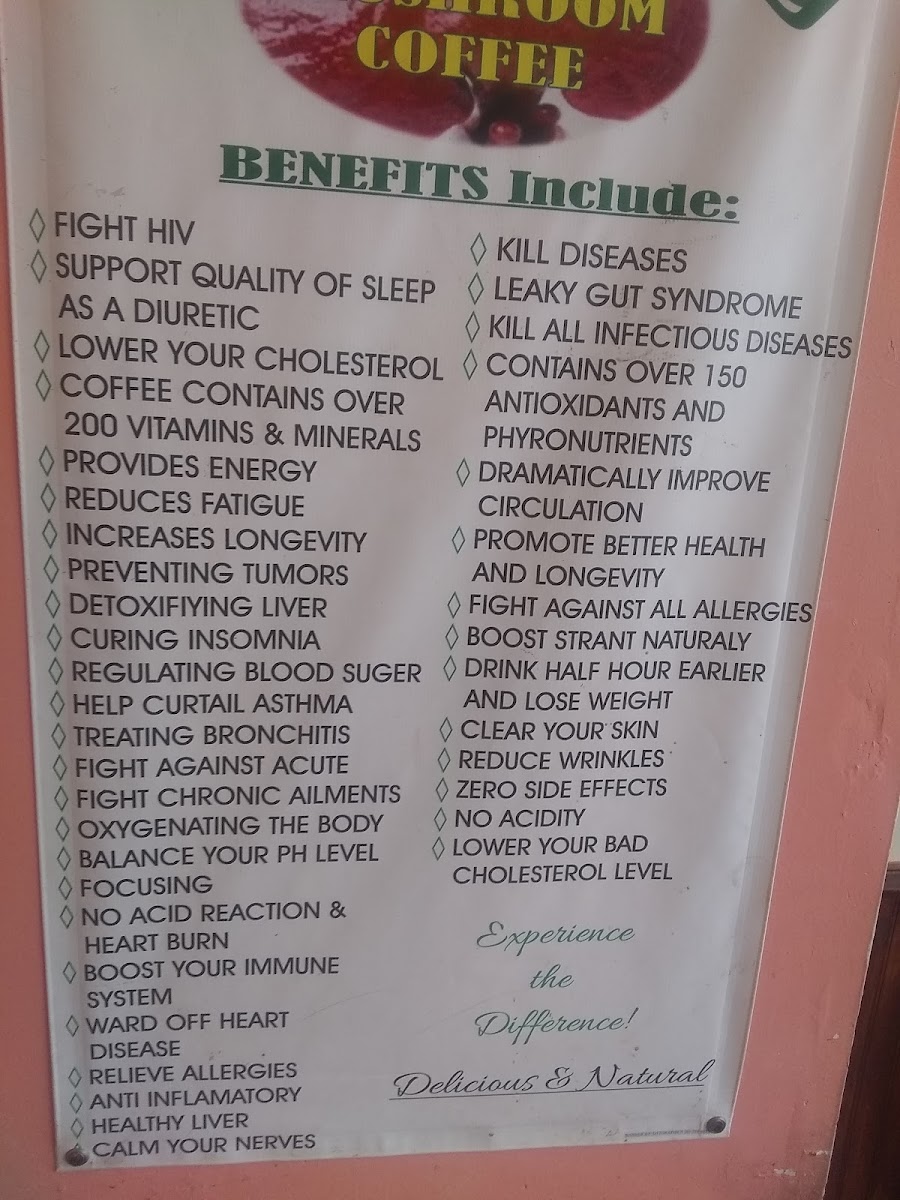 COFFEE
BENEFITS Include:
FIGHT HIV
SUPPORT QUALITY OF SLEEP
AS A DIURETIC
LOWER YOUR CHOLESTEROL
COFFEE CONTAINS OVER
200 VITAMINS & MINERALS
PROVIDES ENERGY
REDUCES FATIGUE
INCREASES LONGEVITY
PREVENTING TUMORS
DETOXIFIYING LIVER
CURING INSOMNIA
REGULATING BLOOD SUGER
HELP CURTAIL ASTHMA
TREATING BRONCHITIS
FIGHT AGAINST ACUTE
FIGHT CHRONIC AILMENTS
OXYGENATING THE BODY
BALANCE YOUR PH LEVEL
FOCUSING
NO ACID REACTION &
HEART BURN
BOOST YOUR IMMUNE
SYSTEM
WARD OFF HEART
DISEASE
RELIEVE ALLERGIES
ANTI INFLAMATORY
HEALTHY LIVER
CALM YOUR NERVES
KILL DISEASES
LEAKY GUT SYNDROME
KILL ALL INFECTIOUS DISEASES
CONTAINS OVER 150
ANTIOXIDANTS AND
PHYRONUTRIENTS
DRAMATICALLY IMPROVE
CIRCULATION
PROMOTE BETTER HEALTH
AND LONGEVITY
FIGHT AGAINST ALL ALLERGIES
BOOST STRANT NATURALY
DRINK HALF HOUR EARLIER
AND LOSE WEIGHT
CLEAR YOUR SKIN
REDUCE WRINKLES
ZERO SIDE EFFECTS
NO ACIDITY
LOWER YOUR BAD
CHOLESTEROL LEVEL
Experience
the
Difference!
Delicious & Natural